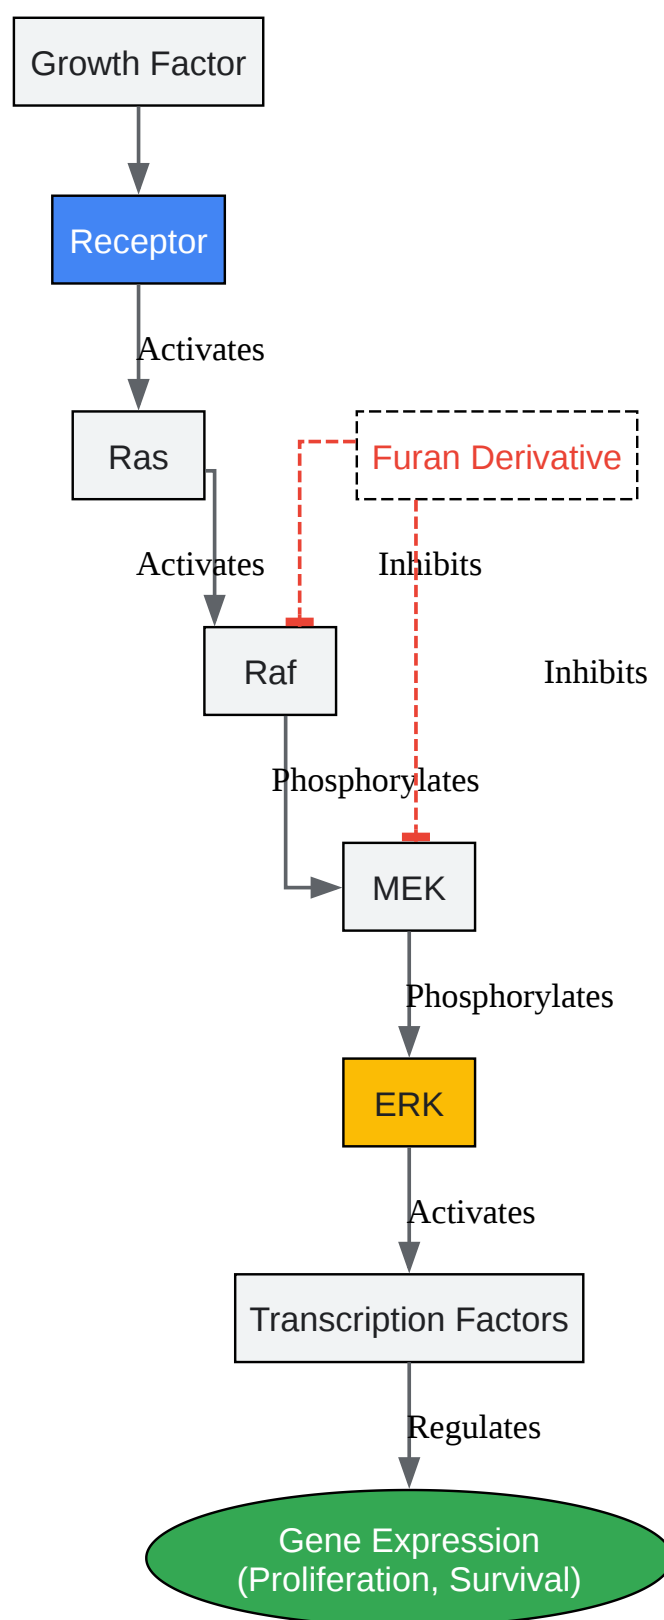 Growth Factor
Receptor
Activates
Ras
Furan Derivative
Activates
Inhibits
Raf
Inhibits
Phosphorylates
MEK
Phosphorylates
ERK
Activates
Transcription Factors
Regulates
Gene Expression
(Proliferation, Survival)